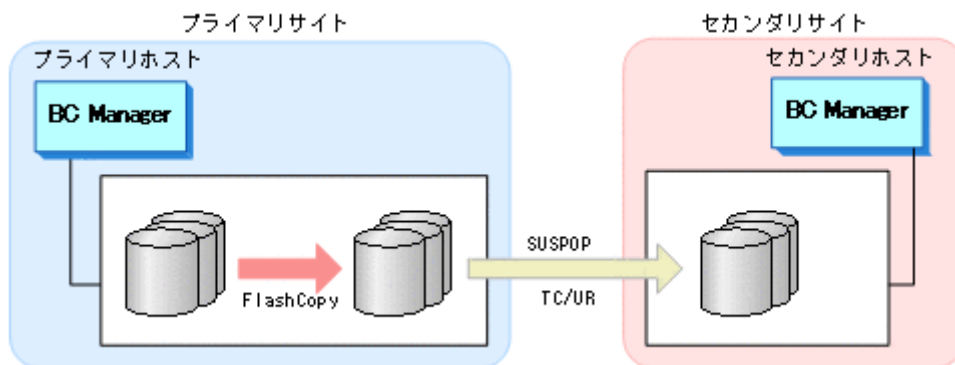 プライマリサイト
セカンダリサイト
プライマリホスト
セカンダリホスト
BC Manager
BC Manager
SUSPOP
FlashCopy
TC/UR